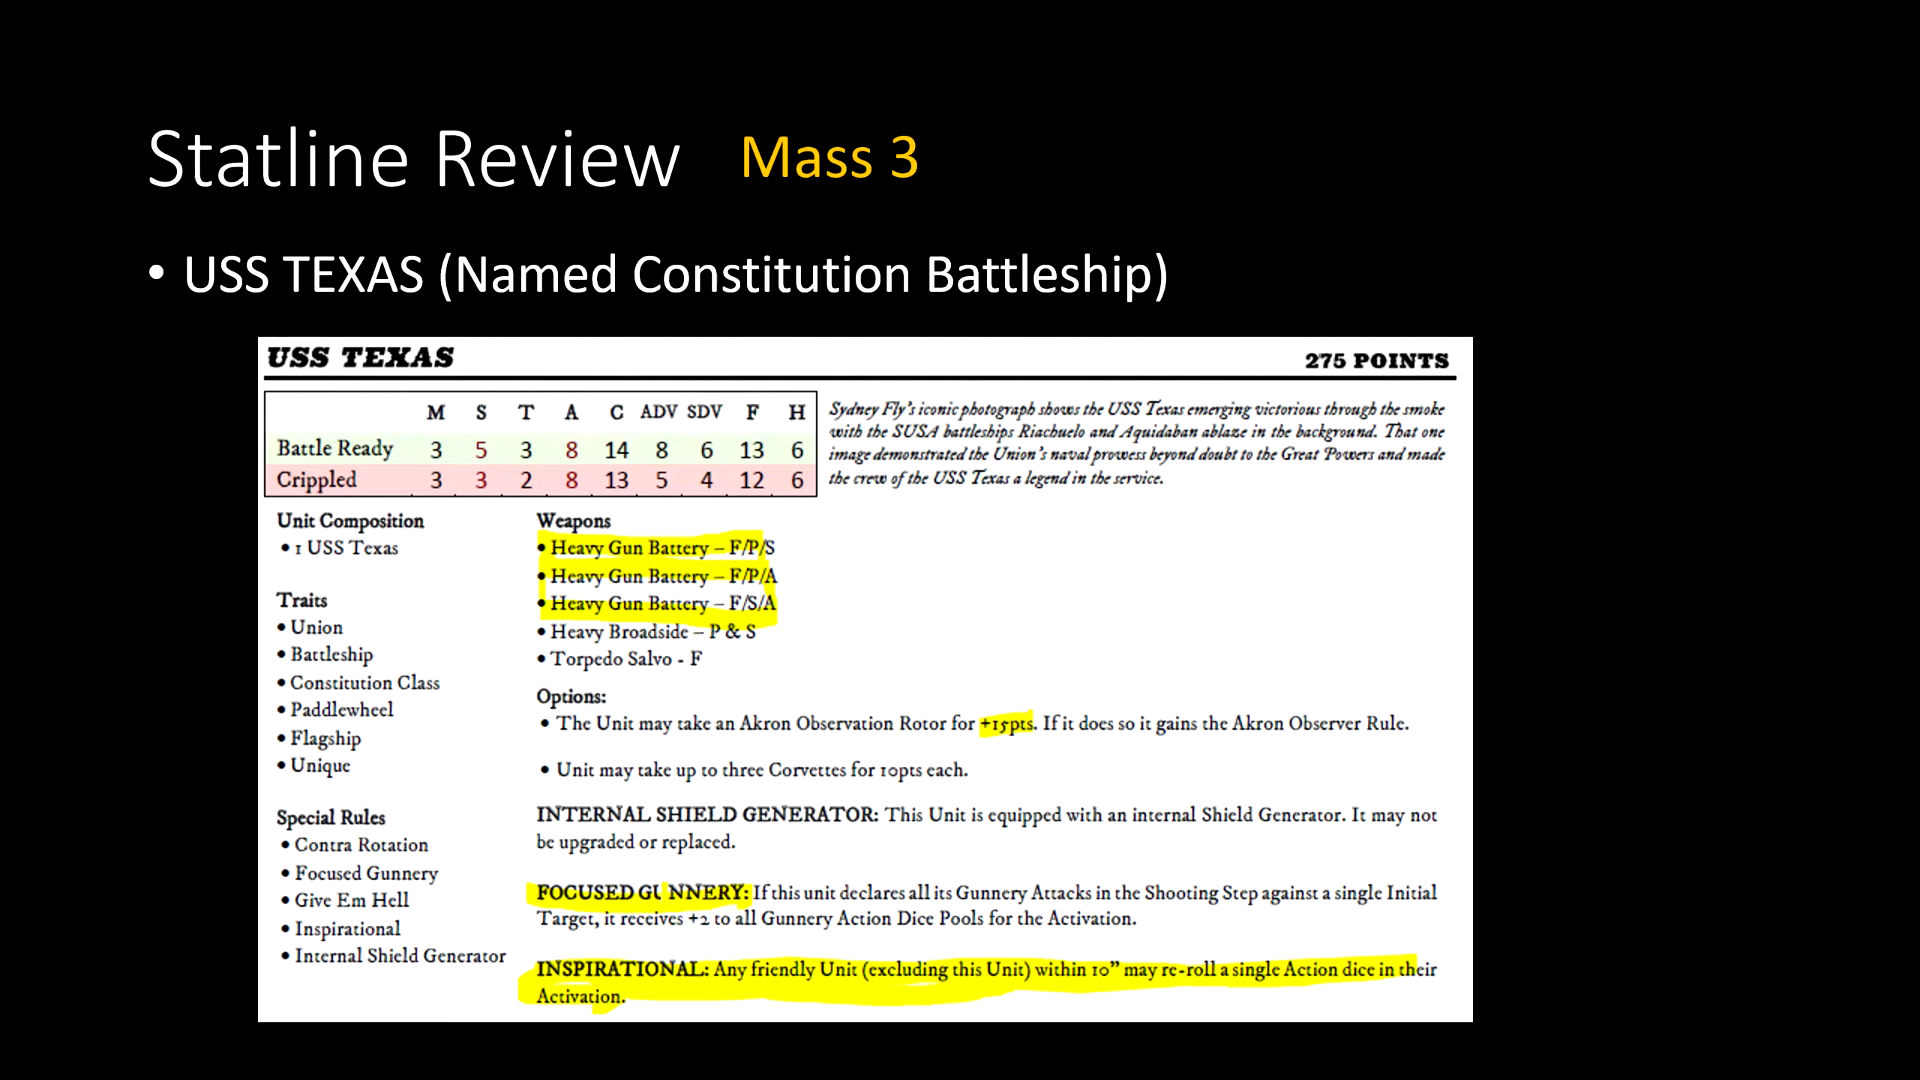 Statline Review Mass 3
• USS TEXAS (Named Constitution Battleship)
USS TEXAS 275 POINTS
M S T A C ADV SDV F H
Battle Ready 3 5 3 8 14 8 6 13 6
Crippled 3 3 2 8 13 5 4 12 6
Sydney Fly's iconic photograph shows the USS Texas emerging victorious through the smoke
with the SUSA battleships Riachuelo and Aquidaban ablaze in the background. That one
image demonstrated the Union's naval prowess beyond doubt to the Great Powers and made
the crew of the USS Texas a legend in the service.
Unit Composition
• 1 USS Texas
Traits
• Union
• Battleship
• Constitution Class
• Paddlewheel
• Flagship
• Unique
Special Rules
• Contra Rotation
• Focused Gunnery
• Give Em Hell
• Inspirational
• Internal Shield Generator
Weapons
• Heavy Gun Battery – F/P/S
• Heavy Gun Battery – F/P/A
• Heavy Gun Battery – F/S/A
• Heavy Broadside – P & S
• Torpedo Salvo - F
Options:
• The Unit may take an Akron Observation Rotor for +15pts. If it does so it gains the Akron Observer Rule.
• Unit may take up to three Corvettes for 10pts each.
INTERNAL SHIELD GENERATOR: This Unit is equipped with an internal Shield Generator. It may not
be upgraded or replaced.
FOCUSED GUNNERY: If this unit declares all its Gunnery Attacks in the Shooting Step against a single Initial
Target, it receives +2 to all Gunnery Action Dice Pools for the Activation.
INSPIRATIONAL: Any friendly Unit (excluding this Unit) within 10” may re-roll a single Action dice in their
Activation.